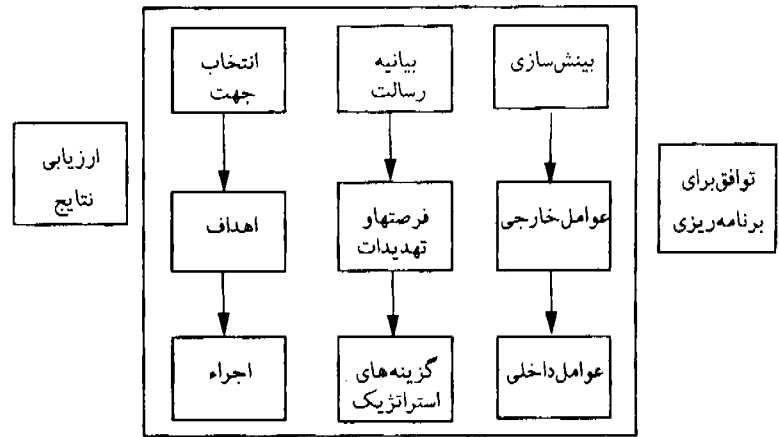 توافق‌برای
برنامه‌ریزی
بینش‌سازی
عوامل‌خارجی
عوامل‌داخلی
بیانیه
رسالت
فرصتهاو
تهدیدات
گزینه‌های
استراتژیک
انتخاب
جهت
اهداف
اجراء
ارزیابی
نتایج